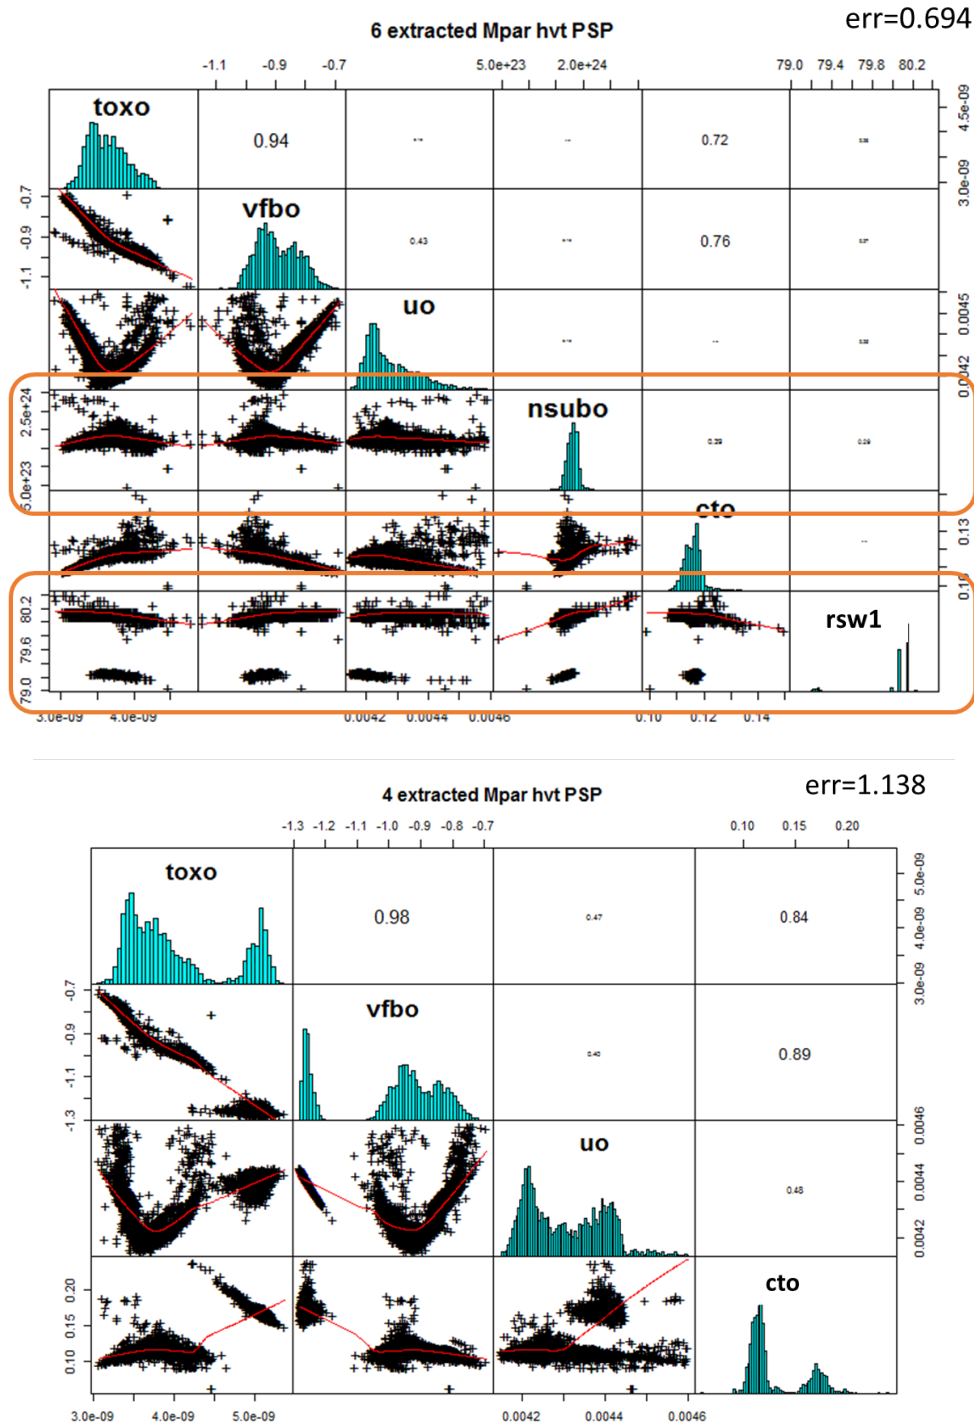 err=0.694
6 extracted Mpar hvt PSP
-1.1 -0.9 -0.7 5.0e+23 2.0e+24 79.0 79.4 79.8 80.2
toxo 0.94 0.72
4.5e-09
3.0e-09
-0.7
-0.9
-1.1
vfbo 0.43 0.76
uo
0.0045
0.0042
2.5e+24
5.0e+23
nsubo 0.29 0.28
cto
0.13
80.2
79.6
79.0
rsw1
3.0e-09 4.0e-09 0.0042 0.0044 0.0046 0.10 0.12 0.14
err=1.138
4 extracted Mpar hvt PSP
-1.3 -1.2 -1.1 -1.0 -0.9 -0.8 -0.7 0.10 0.15 0.20
toxo 0.98 0.47 0.84
5.0e-09
4.0e-09
3.0e-09
-0.7
-0.9
-1.1
-1.3
vfbo 0.40 0.89
uo 0.48
0.0046
0.0044
0.0042
0.20
0.15
0.10
cto
3.0e-09 4.0e-09 5.0e-09 0.0042 0.0044 0.0046